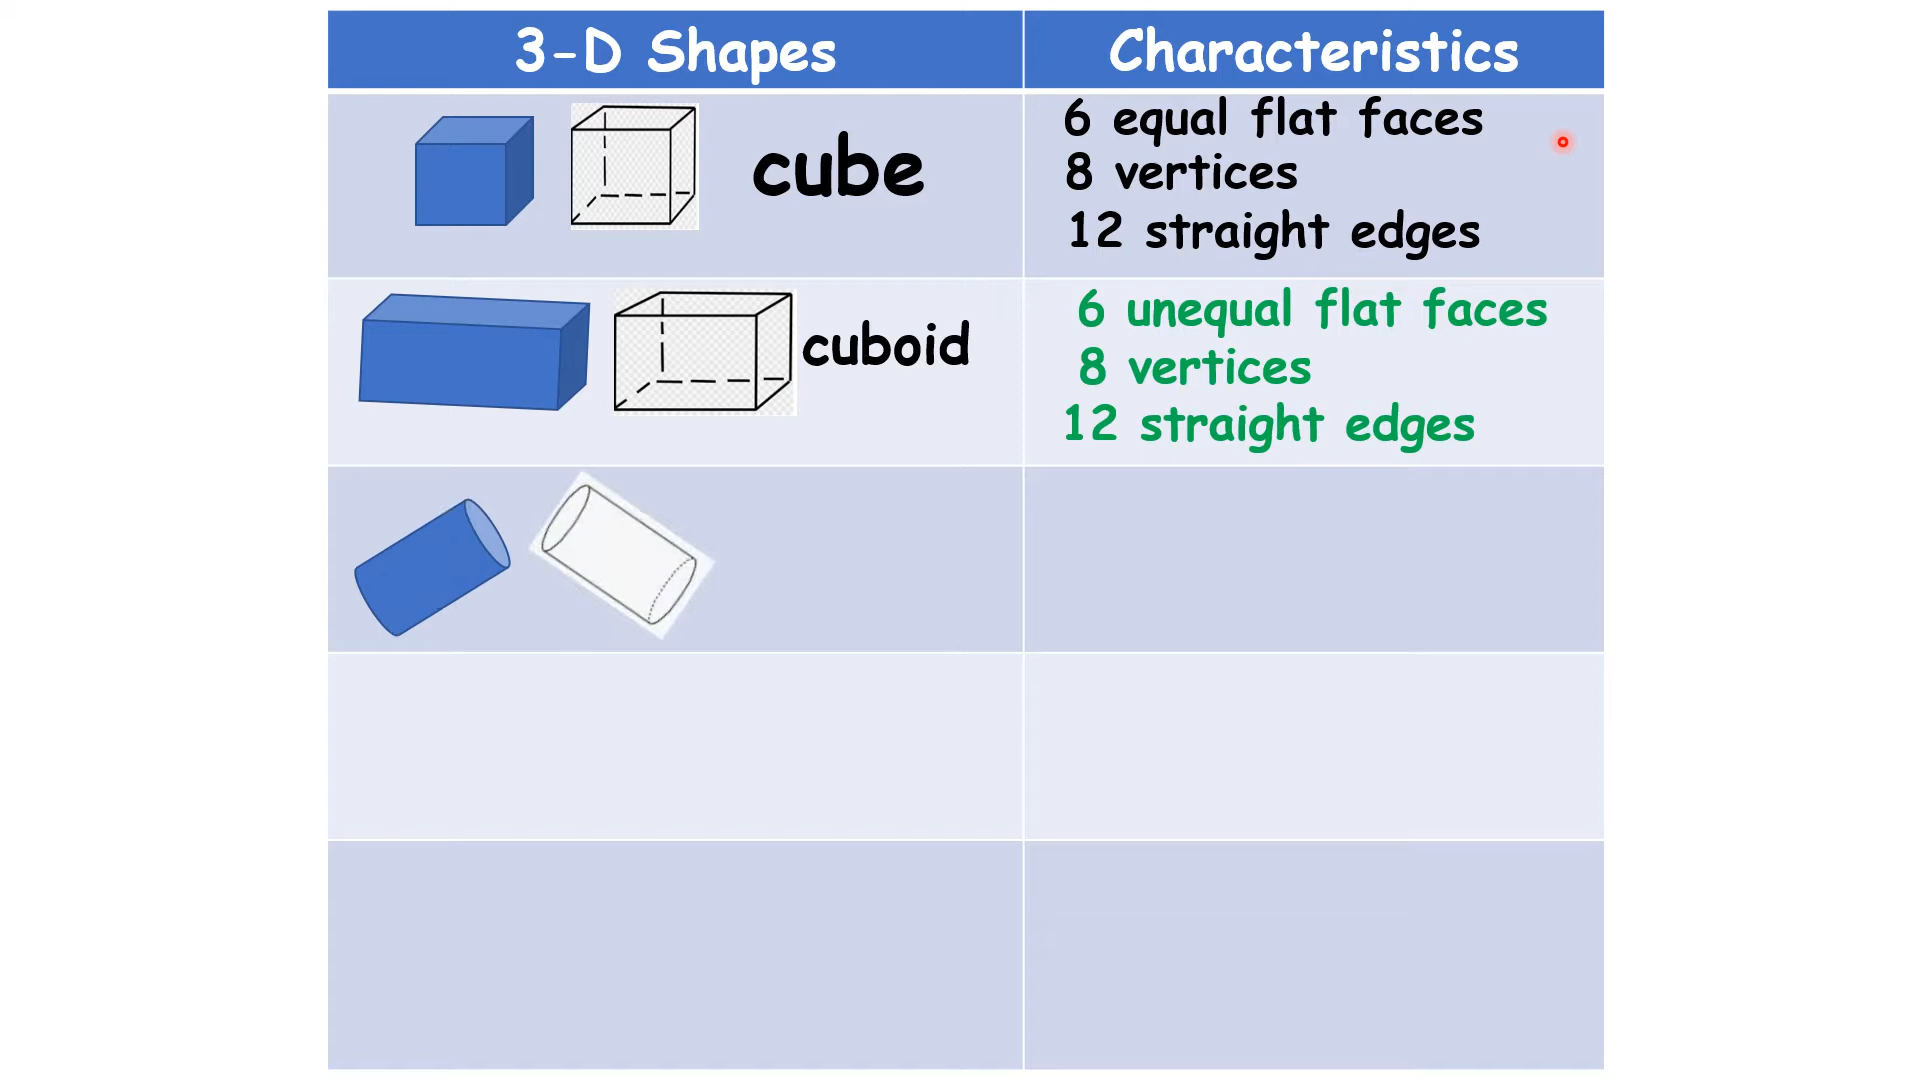 3-D Shapes
Characteristics
cube
6 equal flat faces
8 vertices
12 straight edges
cuboid
6 unequal flat faces
8 vertices
12 straight edges